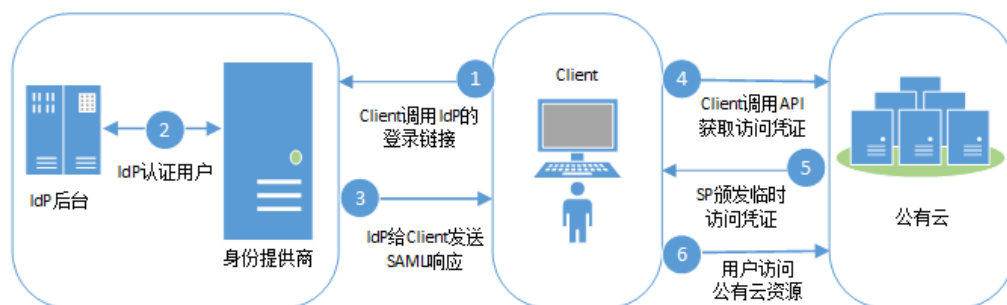 1
Client调用IdP的
登录链接
2
IdP认证用户
IdP后台
身份提供商
3
IdP给Client发送
SAML响应
Client
4
Client调用API
获取访问凭证
5
SP颁发临时
访问凭证
6
用户访问
公有云资源
公有云